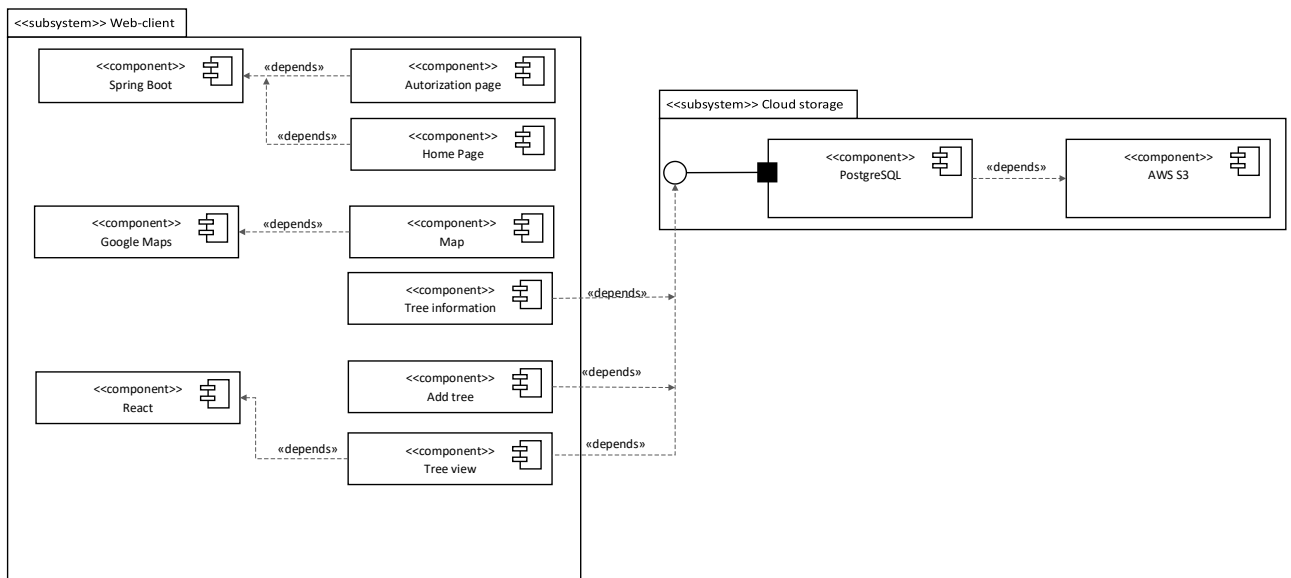 <<subsystem>> Web-client
<<component>>
Spring Boot
«depends»
<<component>>
Autorization page
«depends»
<<component>>
Home Page
<<component>>
Google Maps
«depends»
<<component>>
Map
<<component>>
Tree information
«depends»
<<component>>
Add tree
«depends»
<<component>>
React
«depends»
<<component>>
Tree view
«depends»
<<subsystem>> Cloud storage
<<component>>
PostgreSQL
«depends»
<<component>>
AWS S3